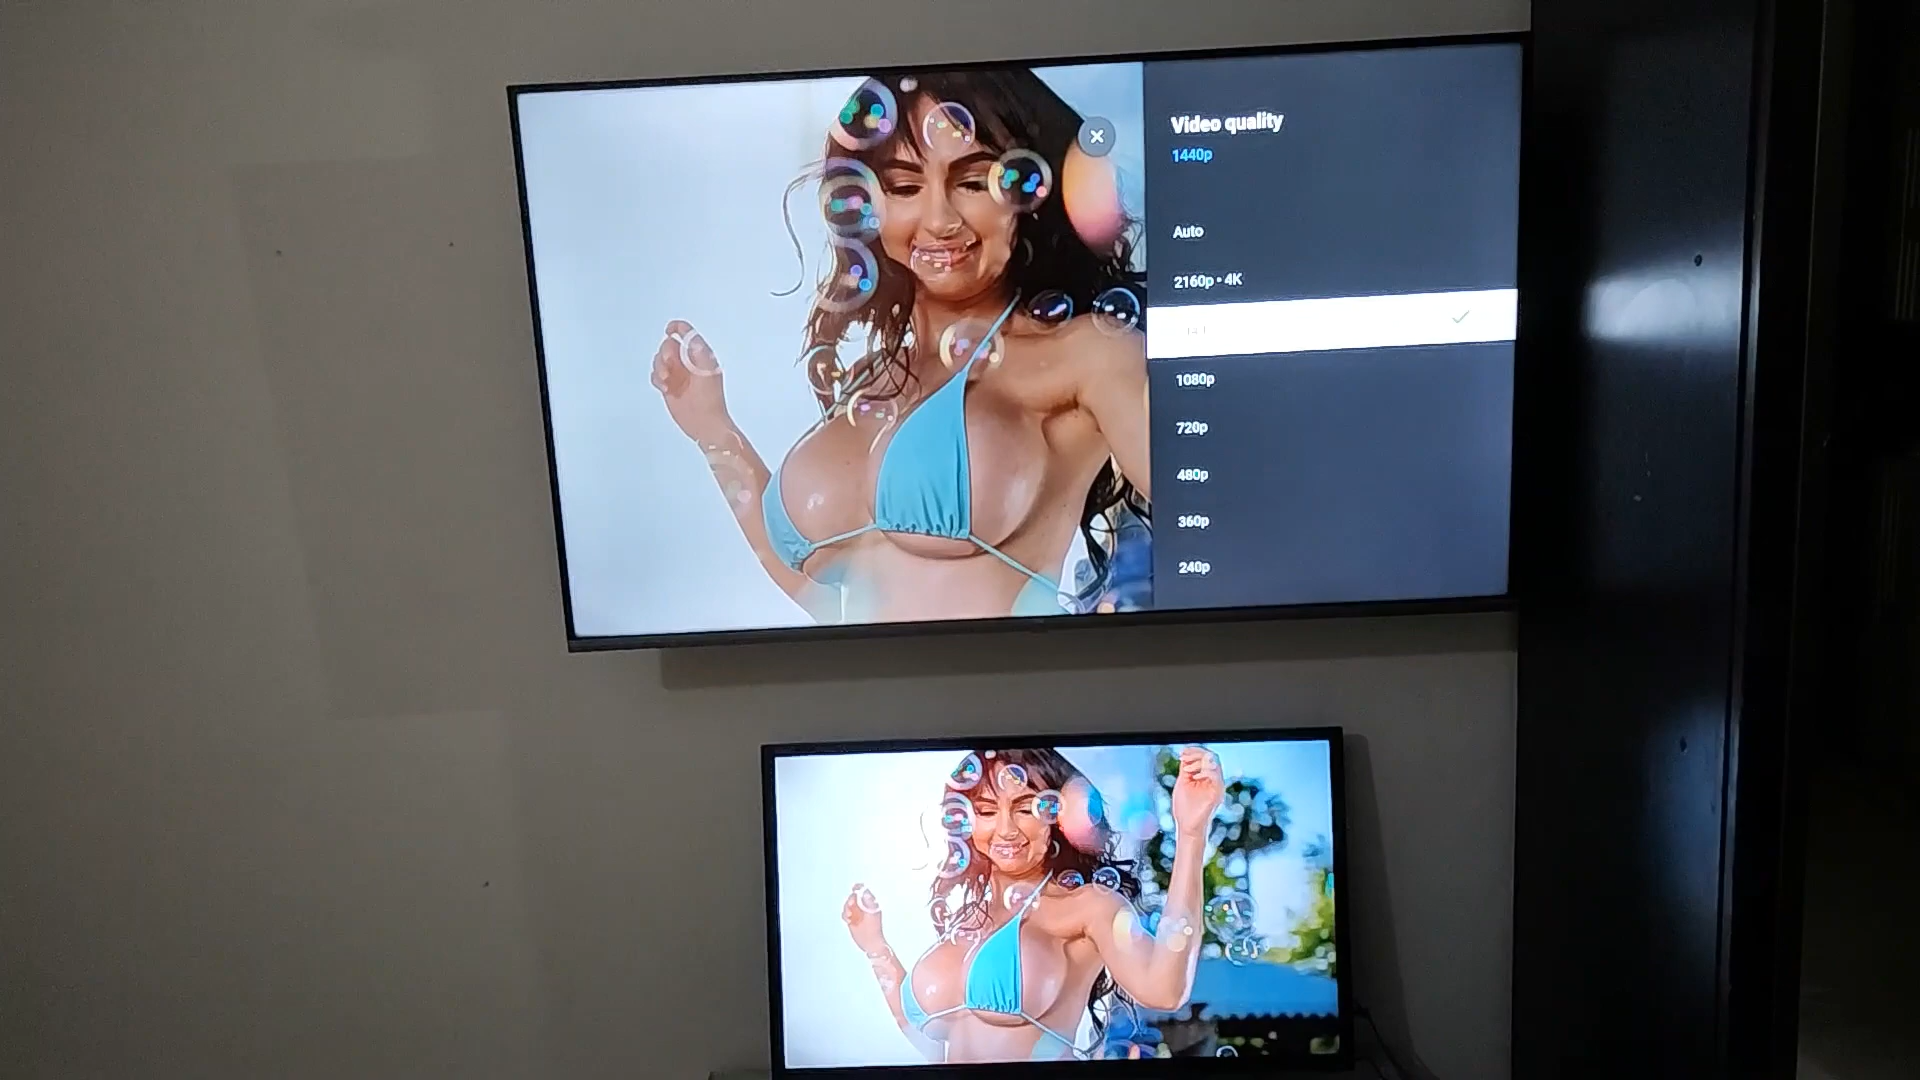 Video quality
1440p
Auto
2160p • 4K
1080p
720p
480p
360p
240p